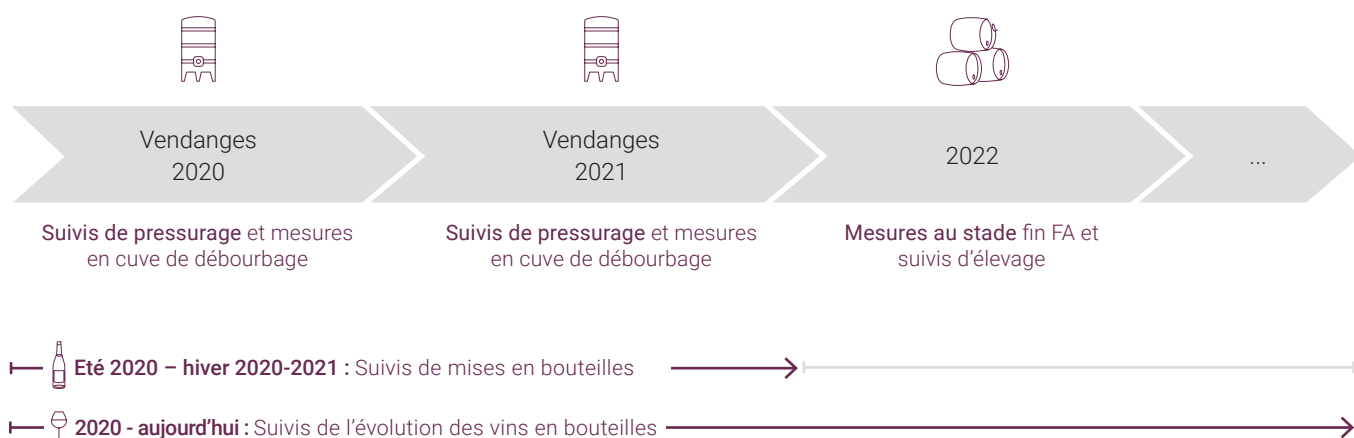 Vendanges
2020
Vendanges
2021
2022
...
Suivis de pressurage et mesures
en cuve de débourbage
Suivis de pressurage et mesures
en cuve de débourbage
Mesures au stade fin FA et
suivis d'élevage
Eté 2020 – hiver 2020-2021 : Suivis de mises en bouteilles
2020 - aujourd'hui : Suivis de l'évolution des vins en bouteilles